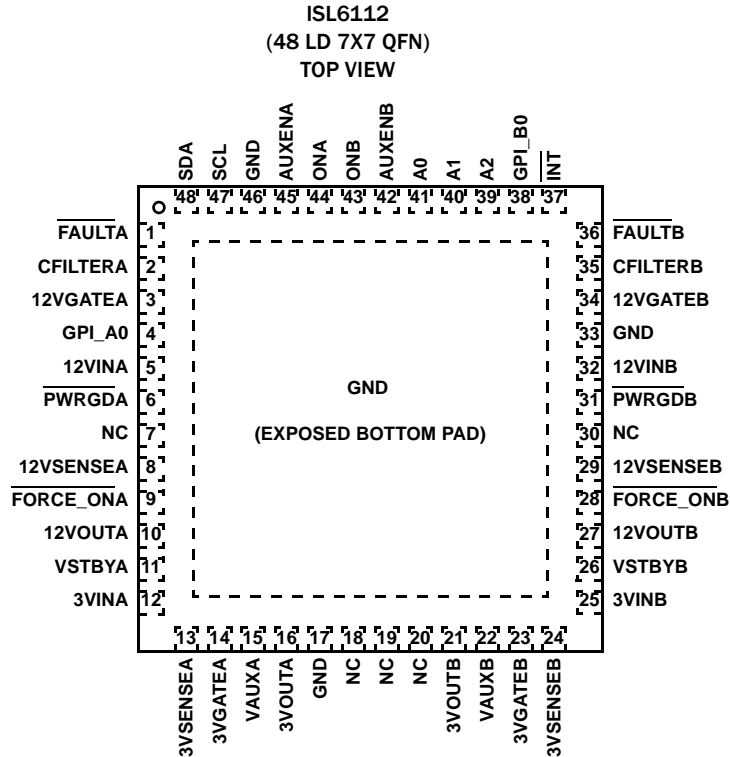 ISL6112
(48 LD 7X7 QFN)
TOP VIEW
SDA
SCL
GND
AUXENA
ONA
ONB
AUXENB
A0
A1
A2
GPI_B0
INT
48 47 46 45 44 43 42 41 40 39 38 37
FAULTA 1
CFILTERA 2
12VGATEA 3
GPI_A0 4
12VINA 5
PWRGDA 6
NC 7
12VSENSEA 8
FORCE_ONA 9
12VOUTA 10
VSTBYA 11
3VINA 12
GND
(EXPOSED BOTTOM PAD)
36 FAULTB
35 CFILTERB
34 12VGATEB
33 GND
32 12VINB
31 PWRGDB
30 NC
29 12VSENSEB
28 FORCE_ONB
27 12VOUTB
26 VSTBYB
25 3VINB
13 14 15 16 17 18 19 20 21 22 23 24
3VSENSEA
3VGATEA
VAUXA
3VOUTA
GND
NC
NC
NC
3VOUTB
VAUXB
3VGATEB
3VSENSEB